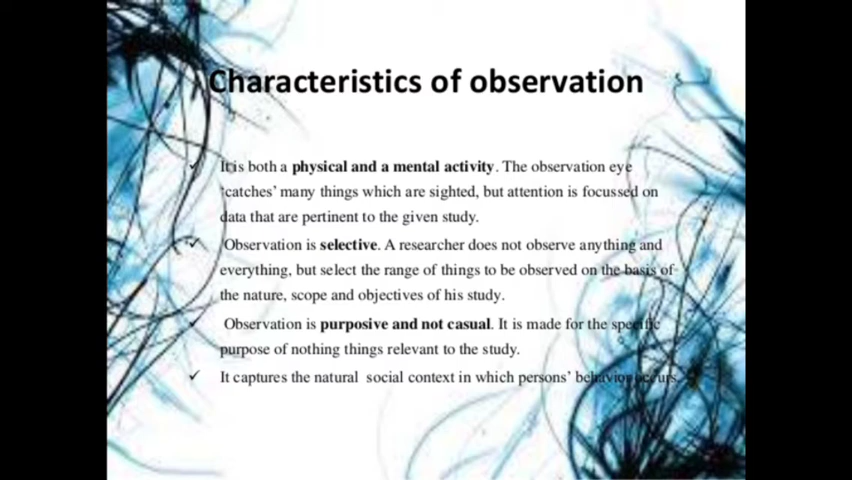 Characteristics of observation
✓ It is both a physical and a mental activity. The observation eye
‘catches’ many things which are sighted, but attention is focussed on
data that are pertinent to the given study.
✓ Observation is selective. A researcher does not observe anything and
everything, but select the range of things to be observed on the basis of
the nature, scope and objectives of his study.
✓ Observation is purposive and not casual. It is made for the specific
purpose of nothing things relevant to the study.
✓ It captures the natural social context in which persons’ behavior occurs.